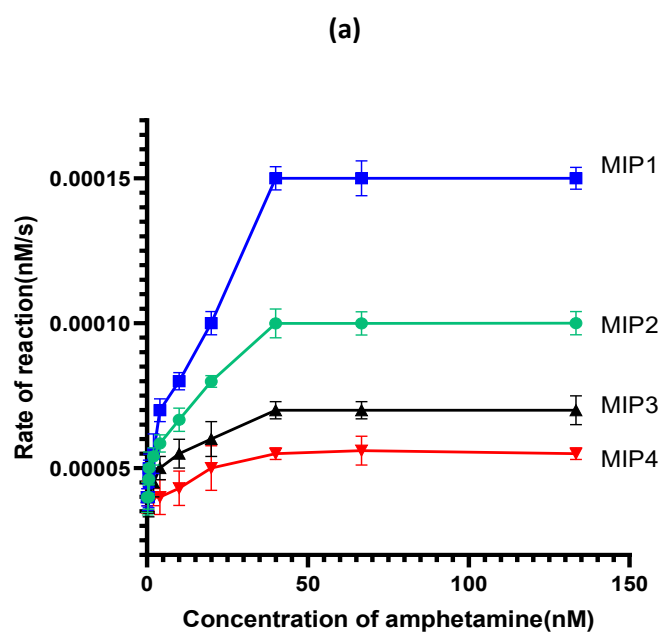 (a)
Rate of reaction(nM/s)
0.00015
0.00010
0.00005
MIP1
MIP2
MIP3
MIP4
0
50
100
150
Concentration of amphetamine(nM)